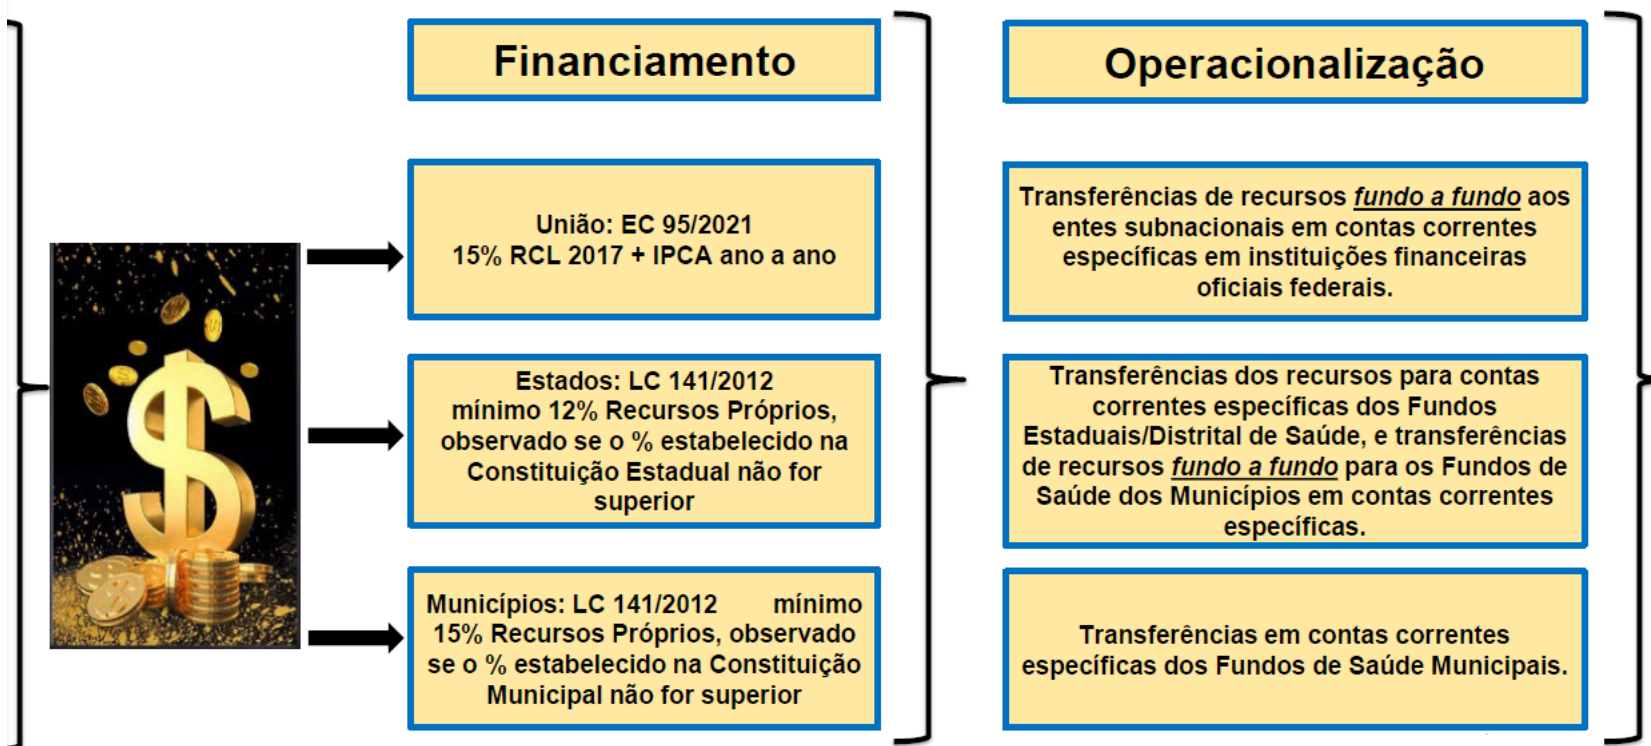 Financiamento
União: EC 95/2021
15% RCL 2017 + IPCA ano a ano
Estados: LC 141/2012
mínimo 12% Recursos Próprios,
observado se o % estabelecido na
Constituição Estadual não for
superior
Municípios: LC 141/2012 mínimo
15% Recursos Próprios, observado
se o % estabelecido na Constituição
Municipal não for superior
Operacionalização
Transferências de recursos fundo a fundo aos
entes subnacionais em contas correntes
específicas em instituições financeiras
oficiais federais.
Transferências dos recursos para contas
correntes específicas dos Fundos
Estaduais/Distrital de Saúde, e transferências
de recursos fundo a fundo para os Fundos de
Saúde dos Municípios em contas correntes
específicas.
Transferências em contas correntes
específicas dos Fundos de Saúde Municipais.